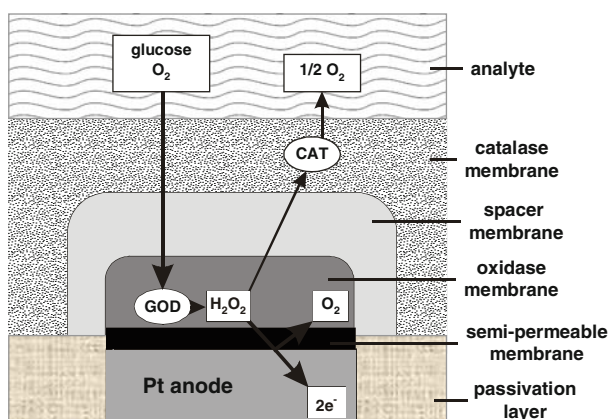 glucose
O₂
1/2 O₂
analyte
CAT
catalase
membrane
spacer
membrane
oxidase
membrane
GOD
H₂O₂
O₂
semi-permeable
membrane
Pt anode
2e⁻
passivation
layer